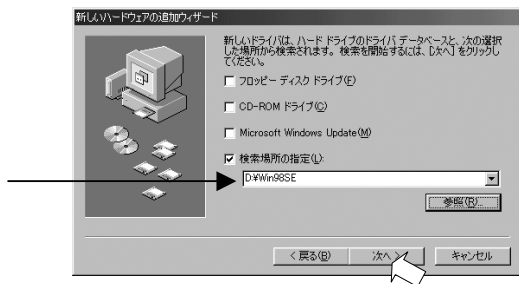 新しいハードウェアの追加ウィザード
新しいドライバは、ハード ドライブのドライバ データベースと、次の選択
した場所から検索されます。検索を開始するには、[次へ] をクリックし
てください。
フロッピー ディスク ドライブ(F)
CD-ROM ドライブ(C)
Microsoft Windows Update(M)
検索場所の指定(L):
D:¥Win98SE
参照(R)...
< 戻る(B)
次へ >
キャンセル